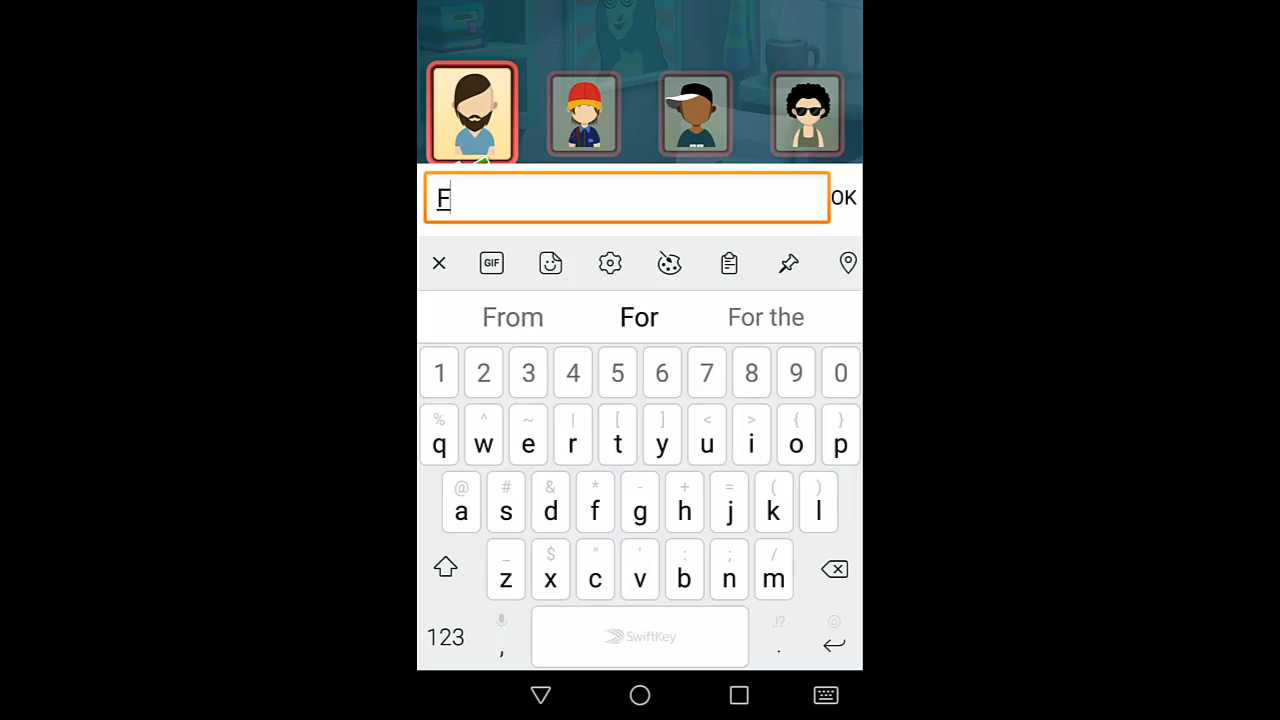 F
OK
GIF
From For For the
1 2 3 4 5 6 7 8 9 0
% ^ ~ | [ ] < > { }
q w e r t y u i o p
@ # & * - + = ( )
a s d f g h j k l
_ $ " ' : ; /
z x c v b n m
,!?
123 , SwiftKey .